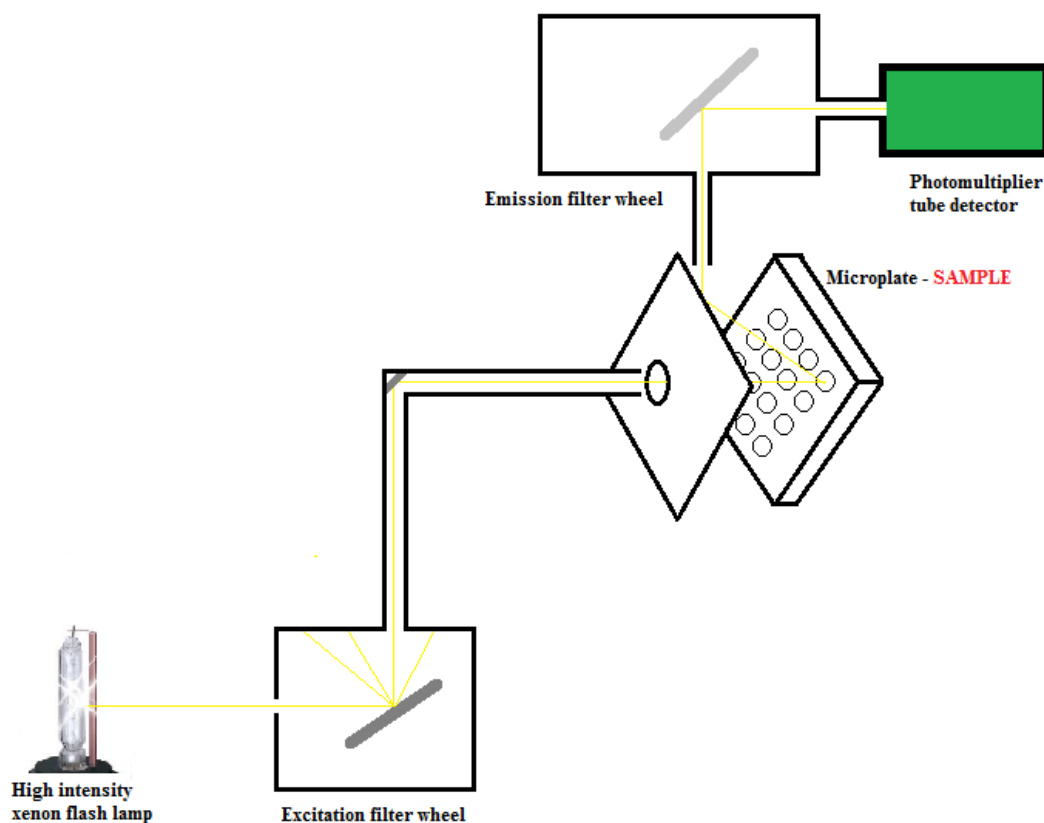 Emission filter wheel
Photomultiplier
tube detector
Microplate - SAMPLE
High intensity
xenon flash lamp
Excitation filter wheel